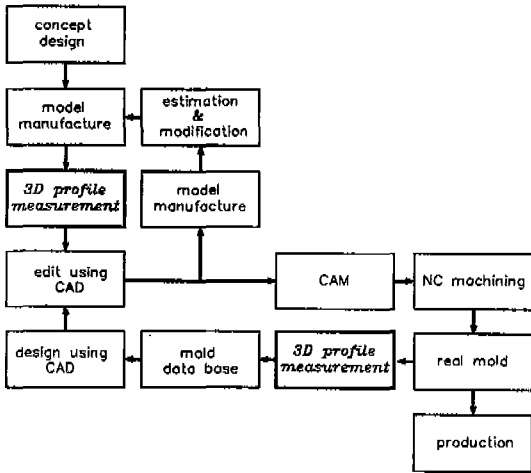 concept
design
model
manufacture
estimation
&
modification
3D profile
measurement
model
manufacture
edit using
CAD
CAM
NC machining
design using
CAD
mold
data base
3D profile
measurement
real mold
production